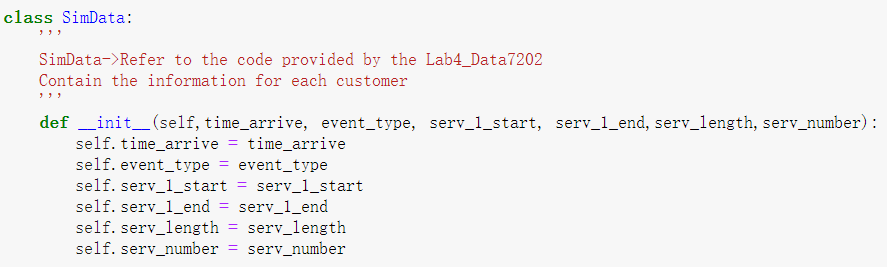 class SimData:
    '''
    SimData->Refer to the code provided by the Lab4_Data7202
    Contain the information for each customer
    '''
    def __init__(self,time_arrive, event_type, serv_1_start, serv_1_end,serv_length,serv_number):
        self.time_arrive = time_arrive
        self.event_type = event_type
        self.serv_1_start = serv_1_start
        self.serv_1_end = serv_1_end
        self.serv_length = serv_length
        self.serv_number = serv_number